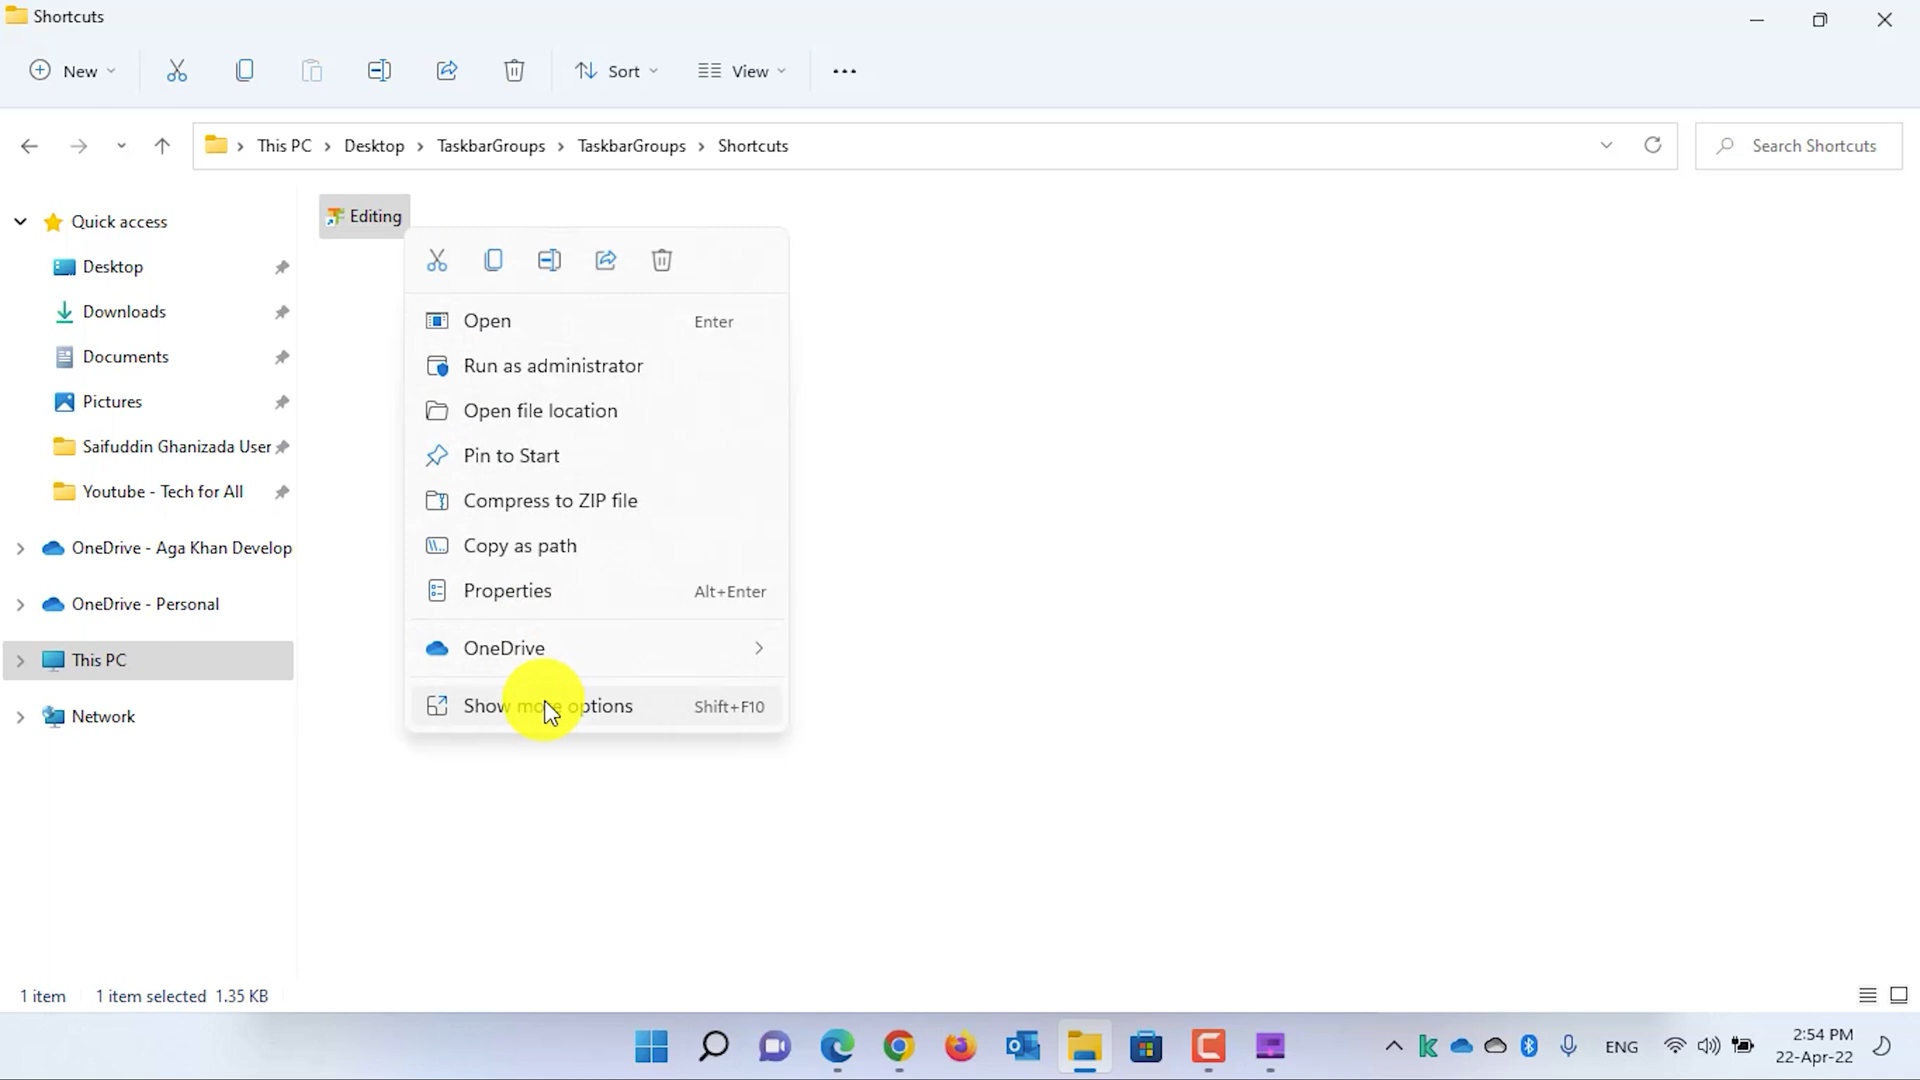 Shortcuts
New
Sort
View
This PC
Desktop
TaskbarGroups
TaskbarGroups
Shortcuts
Search Shortcuts
Quick access
Desktop
Downloads
Documents
Pictures
Saifuddin Ghanizada User
Youtube - Tech for All
OneDrive - Aga Khan Develop
OneDrive - Personal
This PC
Network
Editing
Open Enter
Run as administrator
Open file location
Pin to Start
Compress to ZIP file
Copy as path
Properties Alt+Enter
OneDrive
Show more options Shift+F10
1 item 1 item selected 1.35 KB
ENG
2:54 PM
22-Apr-22